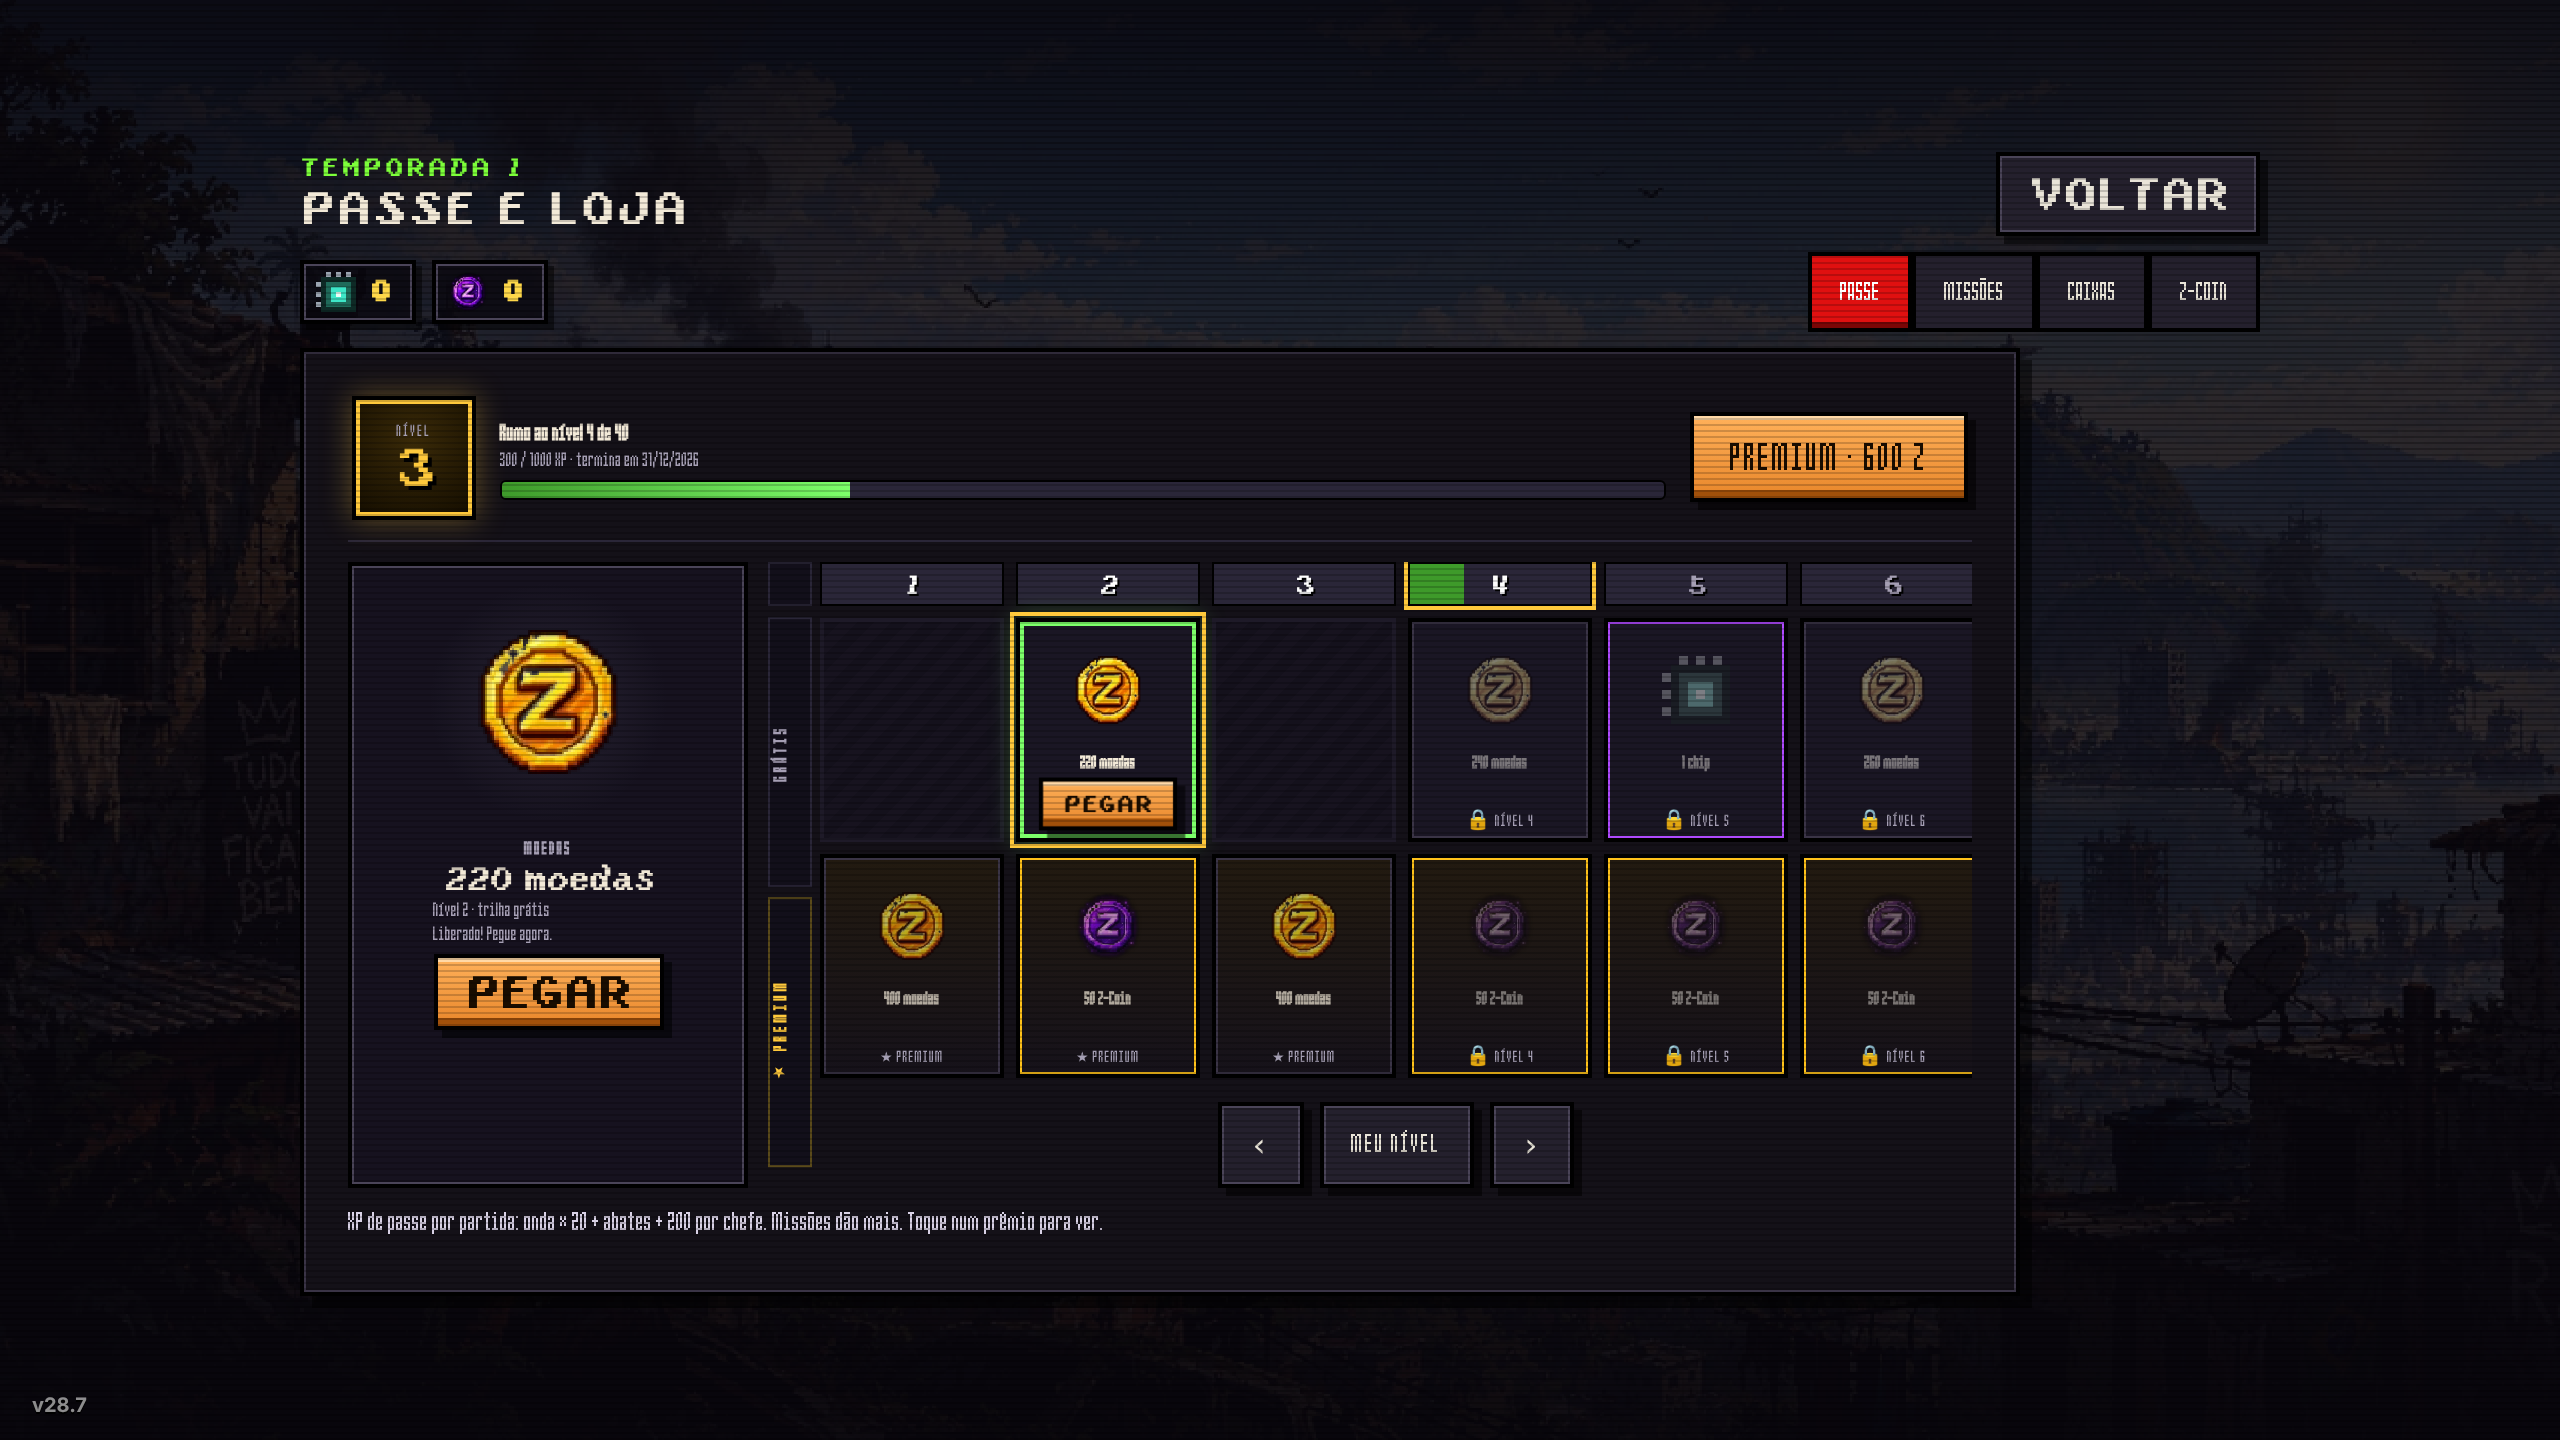 TEMPORADA 1
PASSE E LOJA
VOLTAR
0
0
PASSE
MISSÕES
CAIXAS
Z-COIN
NÍVEL
3
Rumo ao nível 4 de 40
300 / 1000 XP · termina em 31/12/2026
PREMIUM · 600 Z
1
2
3
4
5
6
GRÁTIS
220 moedas
PEGAR
240 moedas
NÍVEL 4
1 chip
NÍVEL 5
260 moedas
NÍVEL 6
MOEDAS
220 moedas
Nível 2 · trilha grátis
Liberado! Pegue agora.
PEGAR
★ PREMIUM
400 moedas
★ PREMIUM
50 Z-Coin
★ PREMIUM
400 moedas
★ PREMIUM
50 Z-Coin
NÍVEL 4
50 Z-Coin
NÍVEL 5
50 Z-Coin
NÍVEL 6
‹
MEU NÍVEL
›
XP de passe por partida: onda × 20 + abates + 200 por chefe. Missões dão mais. Toque num prêmio para ver.
TUDO
VAI
FICA
BEM
v28.7